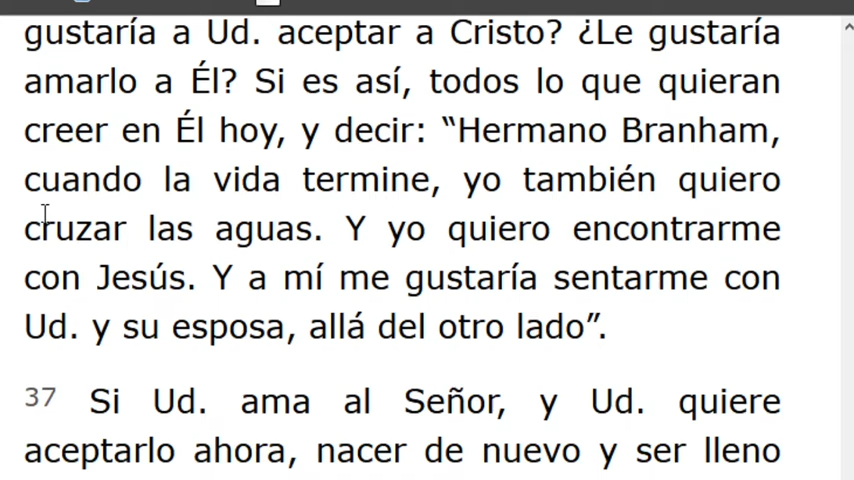 gustaría a Ud. aceptar a Cristo? ¿Le gustaría
amarlo a Él? Si es así, todos lo que quieran
creer en Él hoy, y decir: “Hermano Branham,
cuando la vida termine, yo también quiero
cruzar las aguas. Y yo quiero encontrarme
con Jesús. Y a mí me gustaría sentarme con
Ud. y su esposa, allá del otro lado”.
37 Si Ud. ama al Señor, y Ud. quiere
aceptarlo ahora, nacer de nuevo y ser lleno